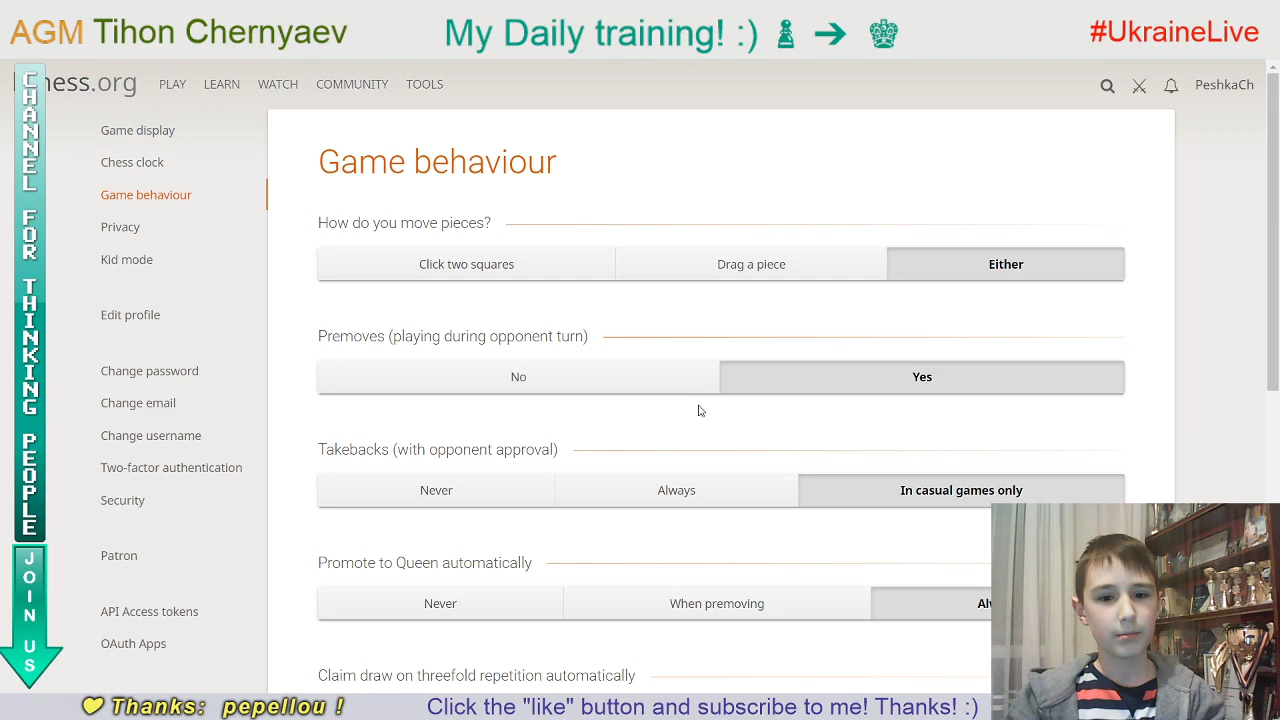 AGM Tihon Chernyaev
My Daily training! :)
#UkraineLive
hess.org
PLAY
LEARN
WATCH
COMMUNITY
TOOLS
PeshkaCh
CHANNEL FOR THINKING PEOPLE
JOIN US
Game display
Chess clock
Game behaviour
Privacy
Kid mode
Edit profile
Change password
Change email
Change username
Two-factor authentication
Security
Patron
API Access tokens
OAuth Apps
Game behaviour
How do you move pieces?
Click two squares
Drag a piece
Either
Premoves (playing during opponent turn)
No
Yes
Takebacks (with opponent approval)
Never
Always
In casual games only
Promote to Queen automatically
Never
When premoving
Claim draw on threefold repetition automatically
Thanks: pepellou !
Click the "like" button and subscribe to me! Thanks! :)